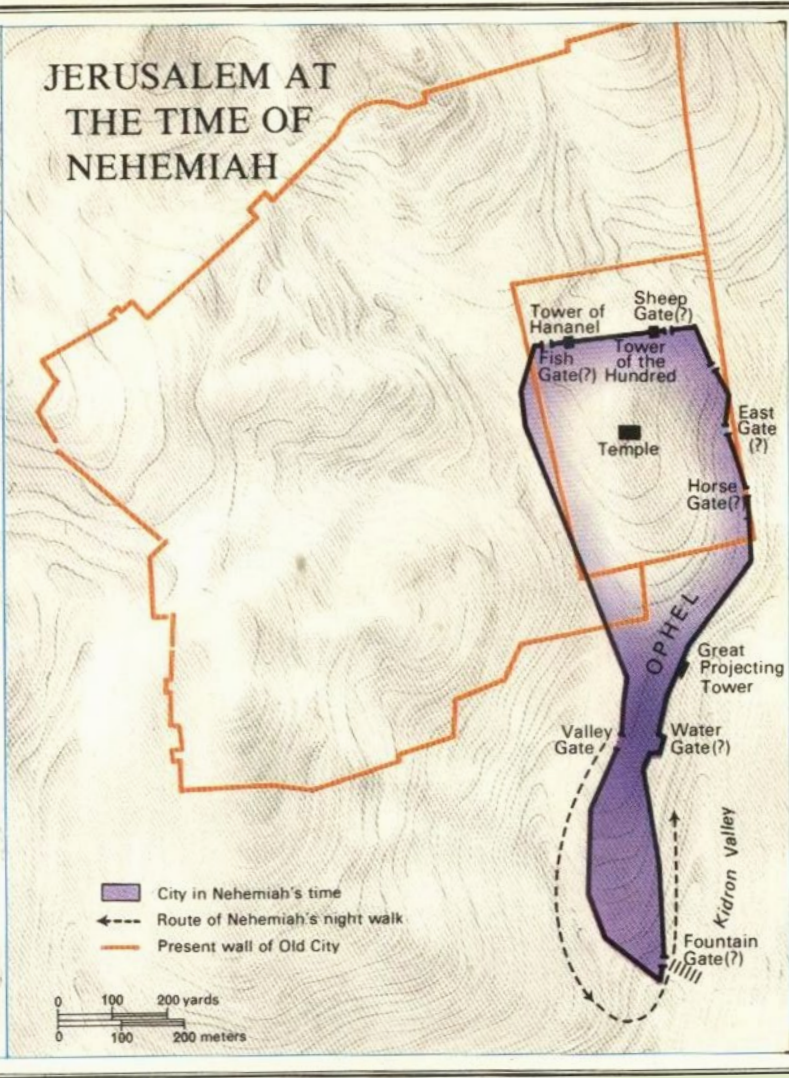 JERUSALEM AT
THE TIME OF
NEHEMIAH
Tower of
Hananel
Sheep
Gate(?)
Fish
Gate(?)
Tower
of the
Hundred
East
Gate
(?)
Temple
Horse
Gate(?)
OPHEL
Great
Projecting
Tower
Valley
Gate
Water
Gate(?)
Kidron Valley
Fountain
Gate(?)
City in Nehemiah's time
Route of Nehemiah's night walk
Present wall of Old City
0 100 200 yards
0 100 200 meters